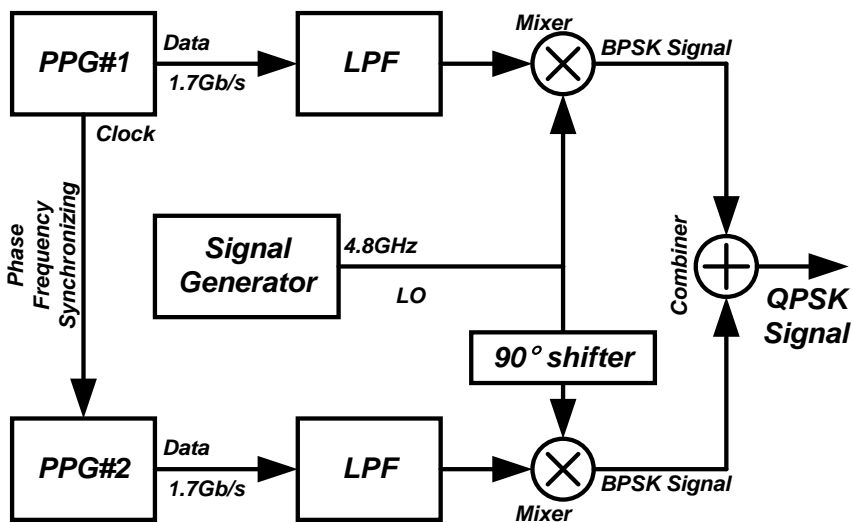 Mixer
PPG#1
Data
1.7Gb/s
LPF
BPSK Signal
Clock
Phase
Frequency
Synchronizing
Signal
Generator
4.8GHz
LO
Combiner
QPSK
Signal
90° shifter
PPG#2
Data
1.7Gb/s
LPF
BPSK Signal
Mixer